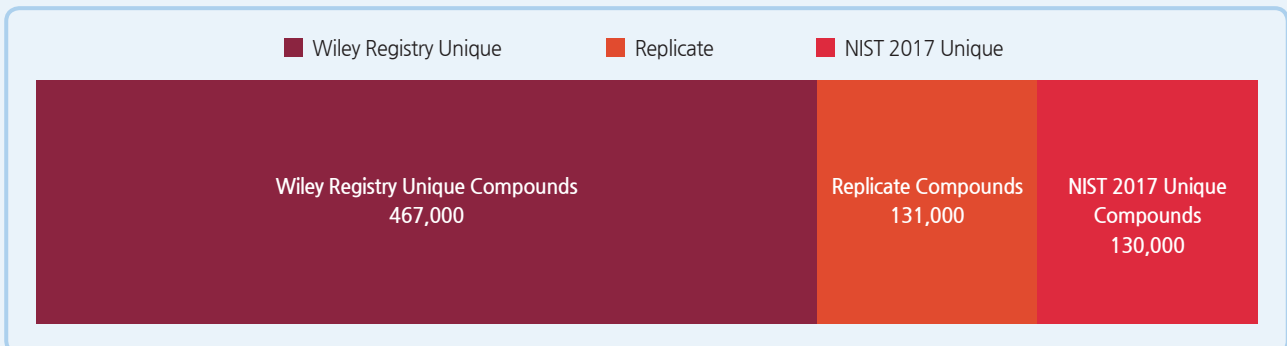 Wiley Registry Unique
Replicate
NIST 2017 Unique
Wiley Registry Unique Compounds
467,000
Replicate Compounds
131,000
NIST 2017 Unique
Compounds
130,000